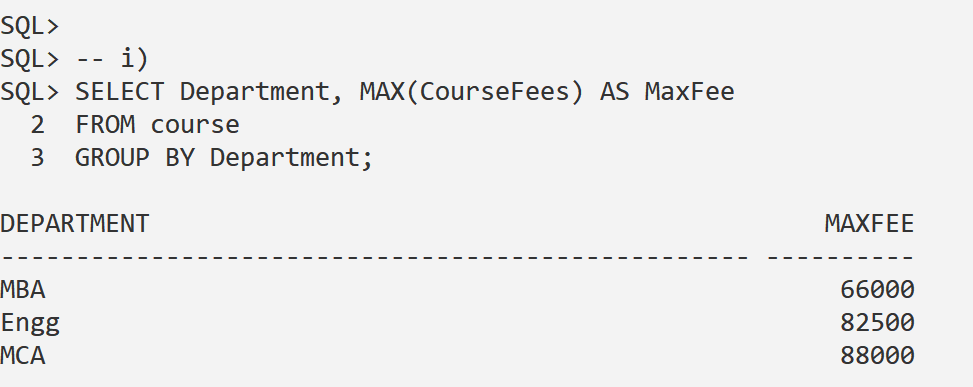 SQL>
SQL> -- i)
SQL> SELECT Department, MAX(CourseFees) AS MaxFee
  2  FROM course
  3  GROUP BY Department;

DEPARTMENT                                             MAXFEE
-------------------------------------------------- ----------
MBA                                                     66000
Engg                                                    82500
MCA                                                     88000